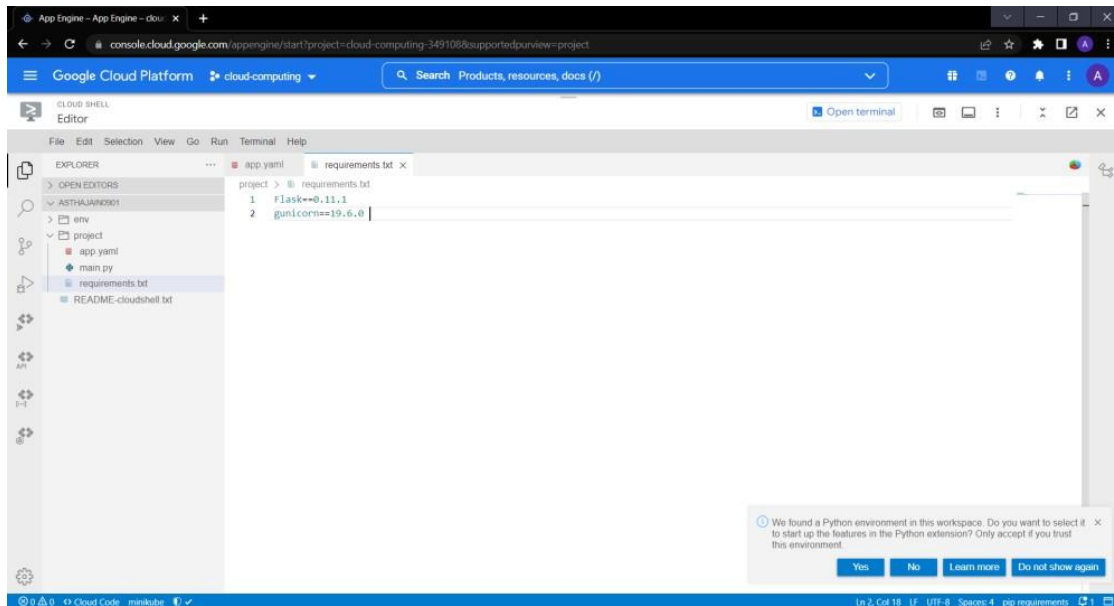 App Engine – App Engine – clou
console.cloud.google.com/appengine/start?project=cloud-computing-349108&supportedpurview=project
A
Google Cloud Platform cloud-computing Search Products, resources, docs (/)
A
CLOUD SHELL
Editor
Open terminal
File Edit Selection View Go Run Terminal Help
EXPLORER
app.yaml requirements.txt
OPEN EDITORS
project > requirements.txt
ASTHAJAIN0901
1 Flask==0.11.1
env
2 gunicorn==19.6.0
project
app.yaml
main.py
requirements.txt
README-cloudshell.txt
API
We found a Python environment in this workspace. Do you want to select it
to start up the features in the Python extension? Only accept if you trust
this environment.
Yes No Learn more Do not show again
0 0 Cloud Code minikube Ln 2, Col 18 LF UTF-8 Spaces: 4 pip requirements 1